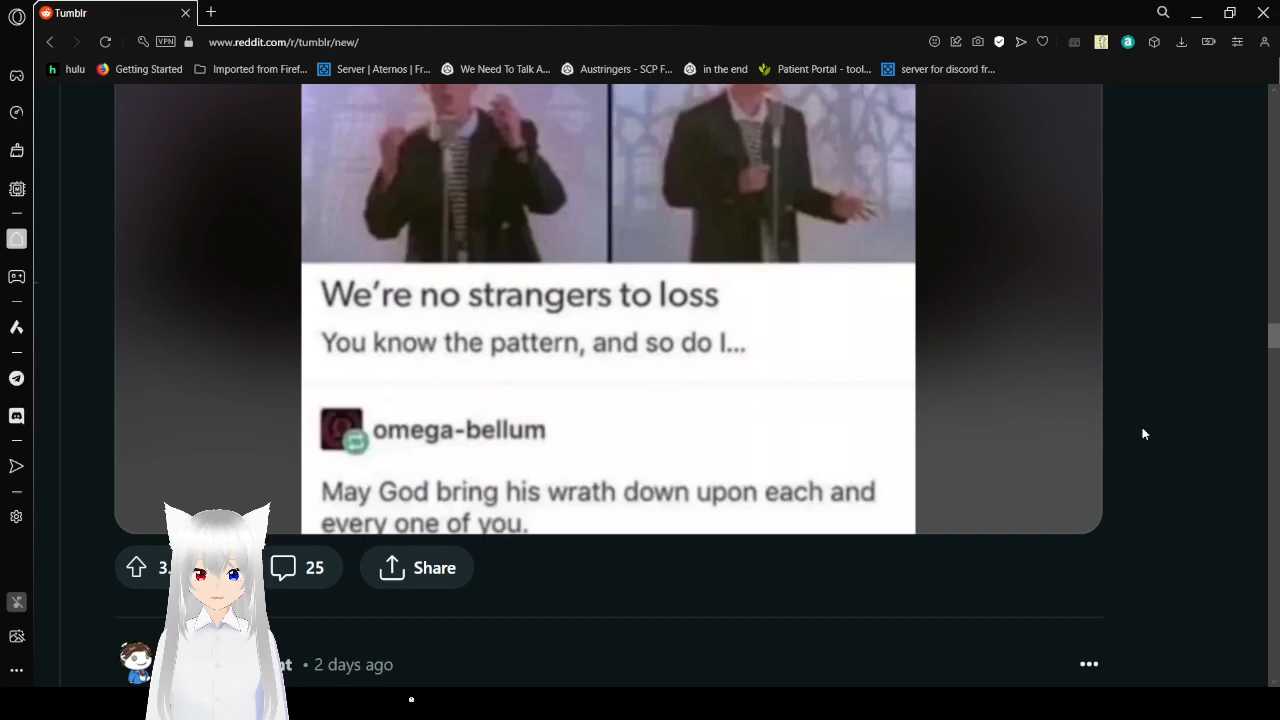 Tumblr
VPN
www.reddit.com/r/tumblr/new/
hulu
Getting Started
Imported from Firef...
Server | Aternos | Fr...
We Need To Talk A...
Austringers - SCP F...
in the end
Patient Portal - tool...
server for discord fr...
We're no strangers to loss
You know the pattern, and so do I...
omega-bellum
May God bring his wrath down upon each and
every one of you.
3.
25
Share
nt • 2 days ago